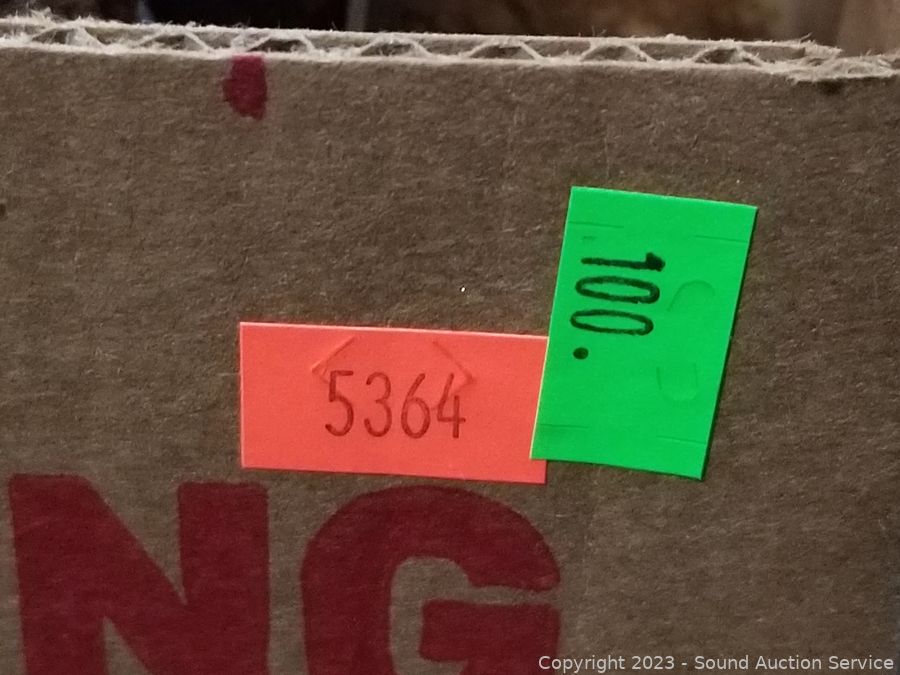 100.
5364
NG
Copyright 2023 - Sound Auction Service